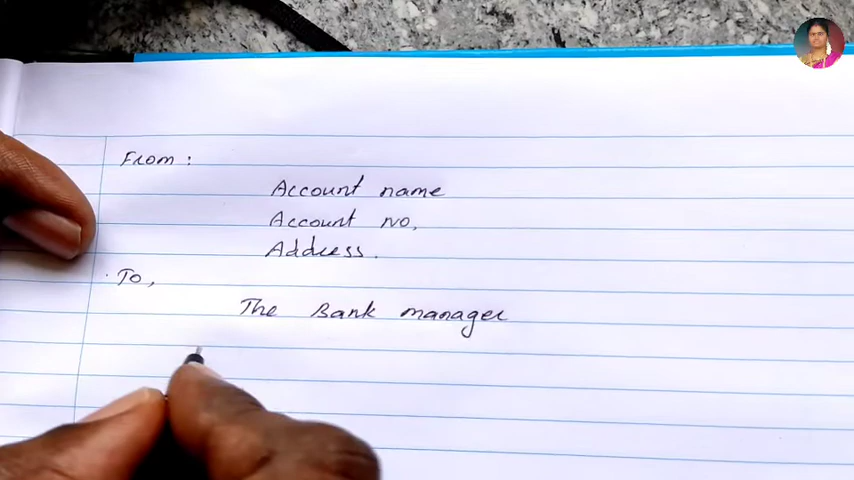 From :
Account name
Account no,
Address.
To,
The Bank manager